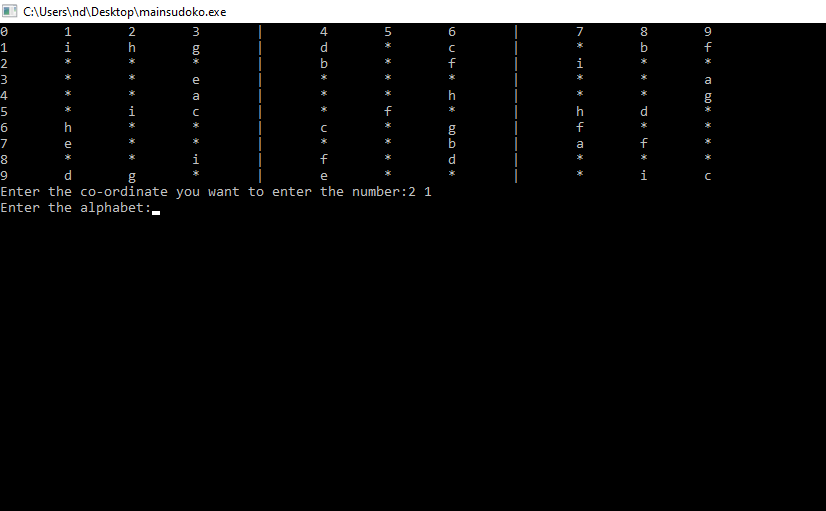 C:\Users\nd\Desktop\mainsudoko.exe
0 1 2 3 | 4 5 6 | 7 8 9
1 i h g | d * c | * b f
2 * * * | b * f | i * *
3 * * e | * * * | * * a
4 * * a | * * h | * * g
5 * i c | * f * | h d *
6 h * * | c * g | f * *
7 e * * | * * b | a f *
8 * * i | f * d | * * *
9 d g * | e * * | * i c
Enter the co-ordinate you want to enter the number:2 1
Enter the alphabet: